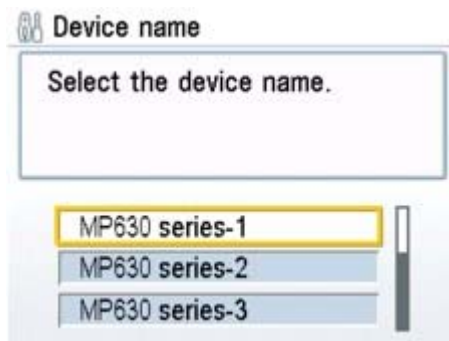 Device name
Select the device name.
MP630 series-1
MP630 series-2
MP630 series-3